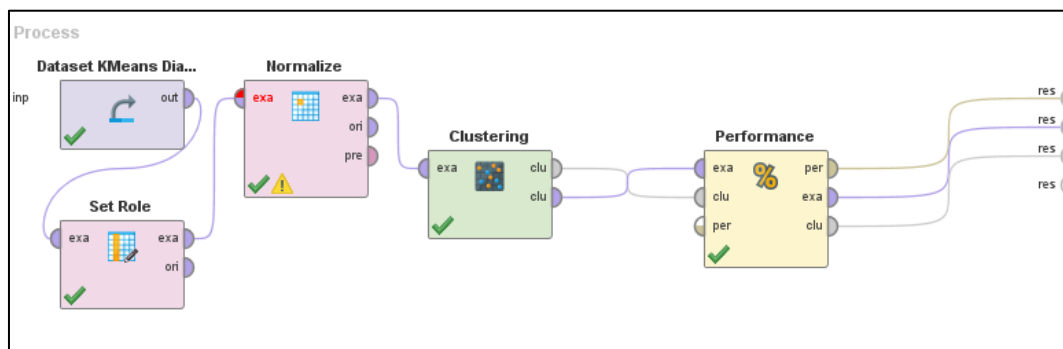 Process
Dataset KMeans Dia...
inp
out
Normalize
exa
exa
ori
pre
Set Role
exa
exa
ori
Clustering
exa
clu
clu
Performance
exa
per
clu
exa
per
clu
%
res
res
res
res